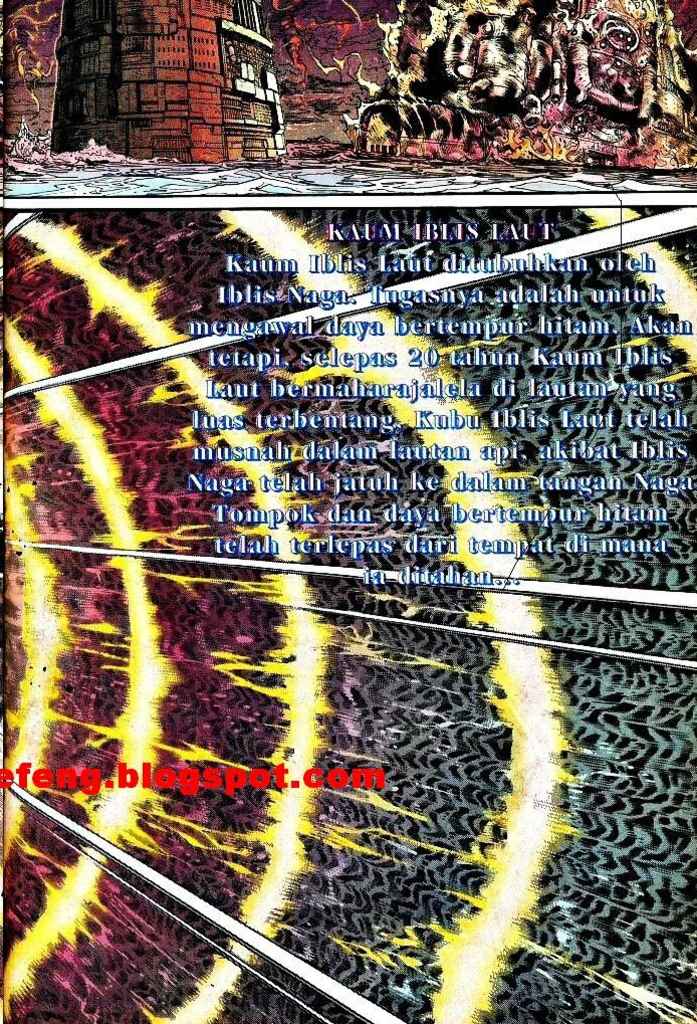 KAUM IBLIS LAUT
Kaum Iblis Laut ditubuhkan oleh
Iblis Naga. Tugasnya adalah untuk
mengawal daya bertempur hitam. Akan
tetapi, selepas 20 tahun Kaum Iblis
Laut bermaharajalela di lautan yang
luas terbentang, Kubu Iblis Laut telah
musnah dalam lautan api, akibat Iblis
Naga telah jatuh ke dalam tangan Naga
Tompok dan daya bertempur hitam
telah terlepas dari tempat di mana
ia ditahan...
efeng.blogspot.com